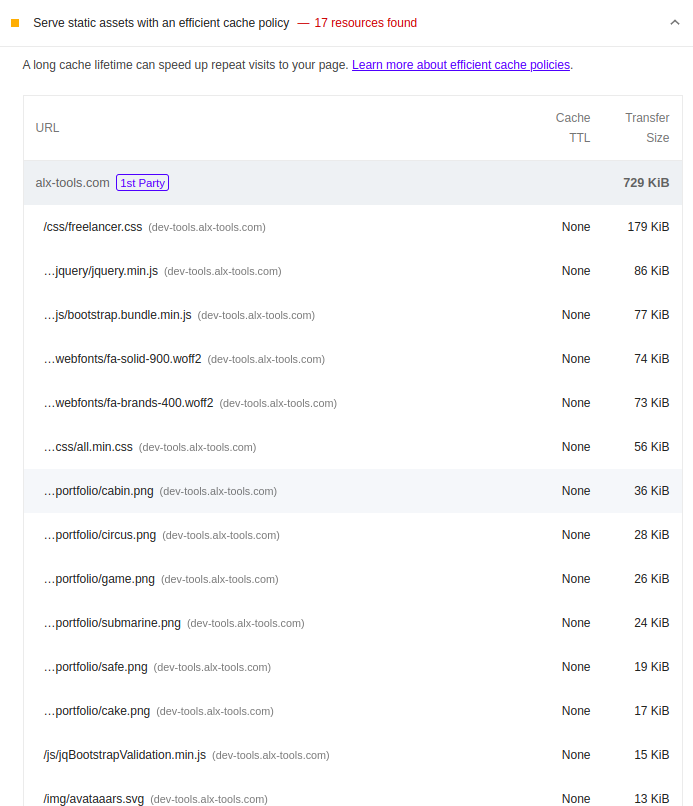 Serve static assets with an efficient cache policy — 17 resources found
A long cache lifetime can speed up repeat visits to your page. Learn more about efficient cache policies.
URL Cache TTL Transfer Size
alx-tools.com 1st Party 729 KiB
/css/freelancer.css (dev-tools.alx-tools.com) None 179 KiB
…jquery/jquery.min.js (dev-tools.alx-tools.com) None 86 KiB
…js/bootstrap.bundle.min.js (dev-tools.alx-tools.com) None 77 KiB
…webfonts/fa-solid-900.woff2 (dev-tools.alx-tools.com) None 74 KiB
…webfonts/fa-brands-400.woff2 (dev-tools.alx-tools.com) None 73 KiB
…css/all.min.css (dev-tools.alx-tools.com) None 56 KiB
…portfolio/cabin.png (dev-tools.alx-tools.com) None 36 KiB
…portfolio/circus.png (dev-tools.alx-tools.com) None 28 KiB
…portfolio/game.png (dev-tools.alx-tools.com) None 26 KiB
…portfolio/submarine.png (dev-tools.alx-tools.com) None 24 KiB
…portfolio/safe.png (dev-tools.alx-tools.com) None 19 KiB
…portfolio/cake.png (dev-tools.alx-tools.com) None 17 KiB
/js/jqBootstrapValidation.min.js (dev-tools.alx-tools.com) None 15 KiB
/img/avataaars.svg (dev-tools.alx-tools.com) None 13 KiB